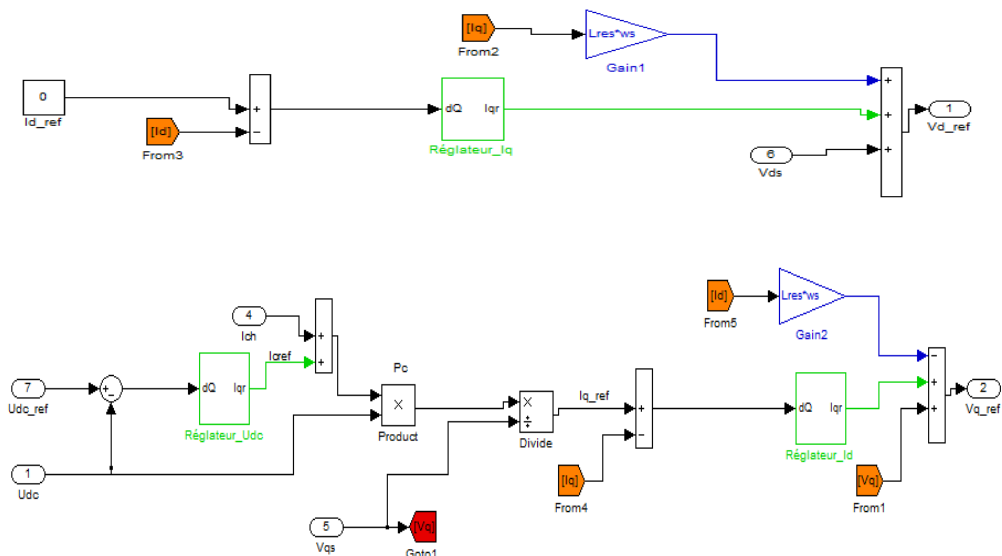 [Iq]
From2
Lres*ws
Gain1
0
Id_ref
[Id]
From3
+
−
dQ
Iqr
Réglateur_Iq
+
+
+
1
Vd_ref
6
Vds
[Id]
From5
Lres*ws
Gain2
4
Ich
+
+
Icref
7
Udc_ref
+
−
dQ
Iqr
Réglateur_Udc
Pc
×
Product
×
÷
Divide
Iq_ref
+
−
dQ
Iqr
Réglateur_Id
−
+
+
2
Vq_ref
1
Udc
[Iq]
From4
[Vq]
From1
5
Vqs
[Vq]
Goto1